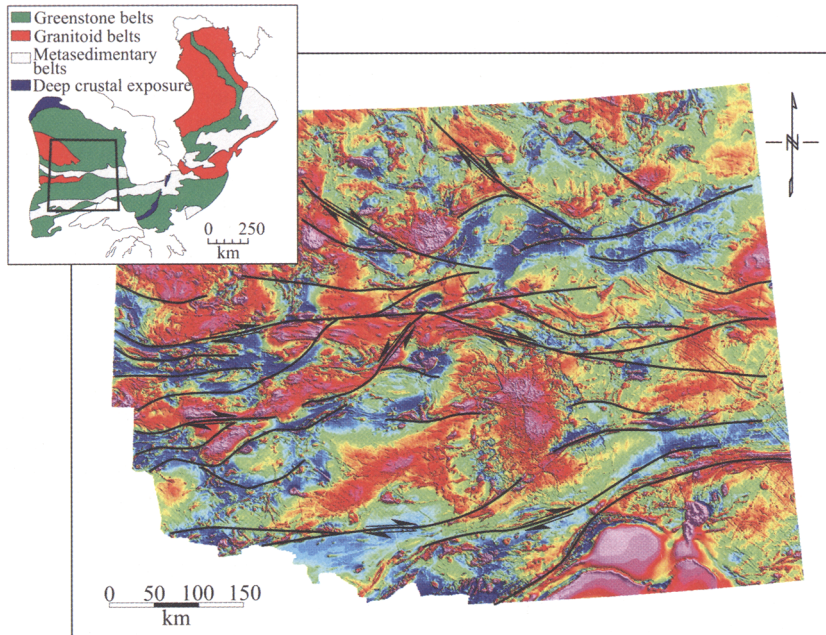 Greenstone belts
Granitoid belts
Metasedimentary
belts
Deep crustal exposure
0 250
km
N
0 50 100 150
km